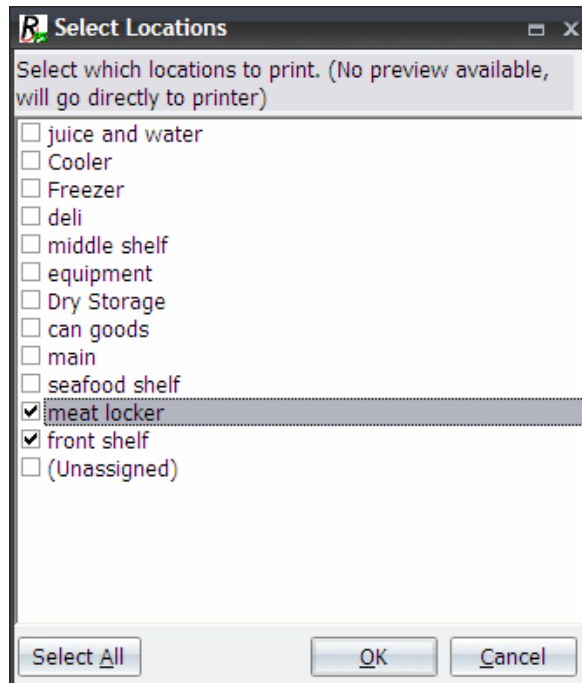 R Select Locations
Select which locations to print. (No preview available,
will go directly to printer)
juice and water
Cooler
Freezer
deli
middle shelf
equipment
Dry Storage
can goods
main
seafood shelf
meat locker
front shelf
(Unassigned)
Select All OK Cancel